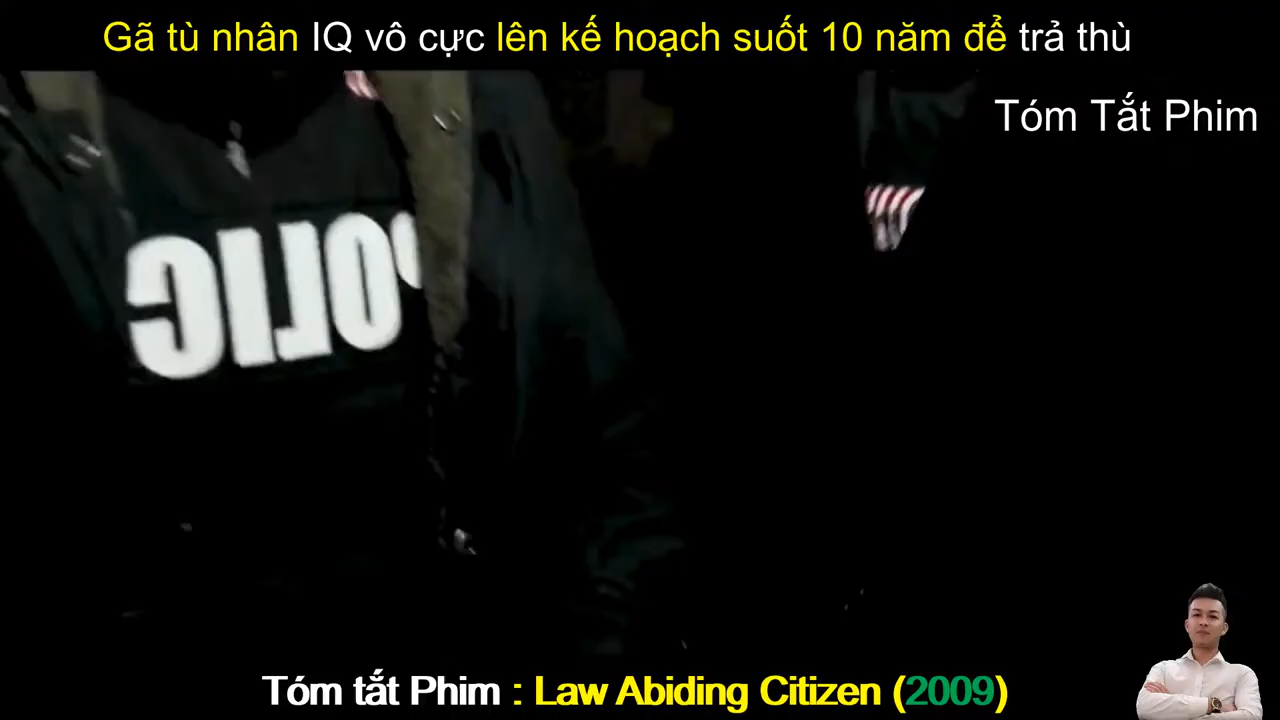 Gã tù nhân IQ vô cực lên kế hoạch suốt 10 năm để trả thù
Tóm Tắt Phim
POLIC
Tóm tắt Phim : Law Abiding Citizen (2009)